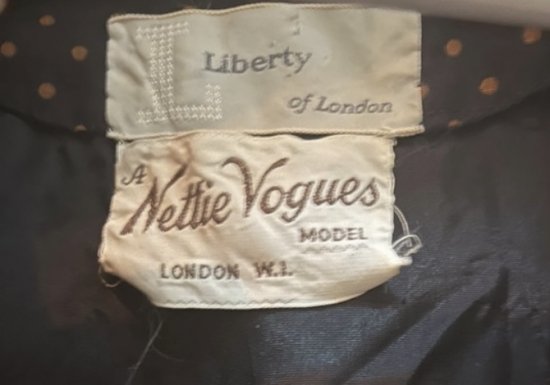 L
Liberty
of London
A
Nettie Vogues
MODEL
LONDON W.1.